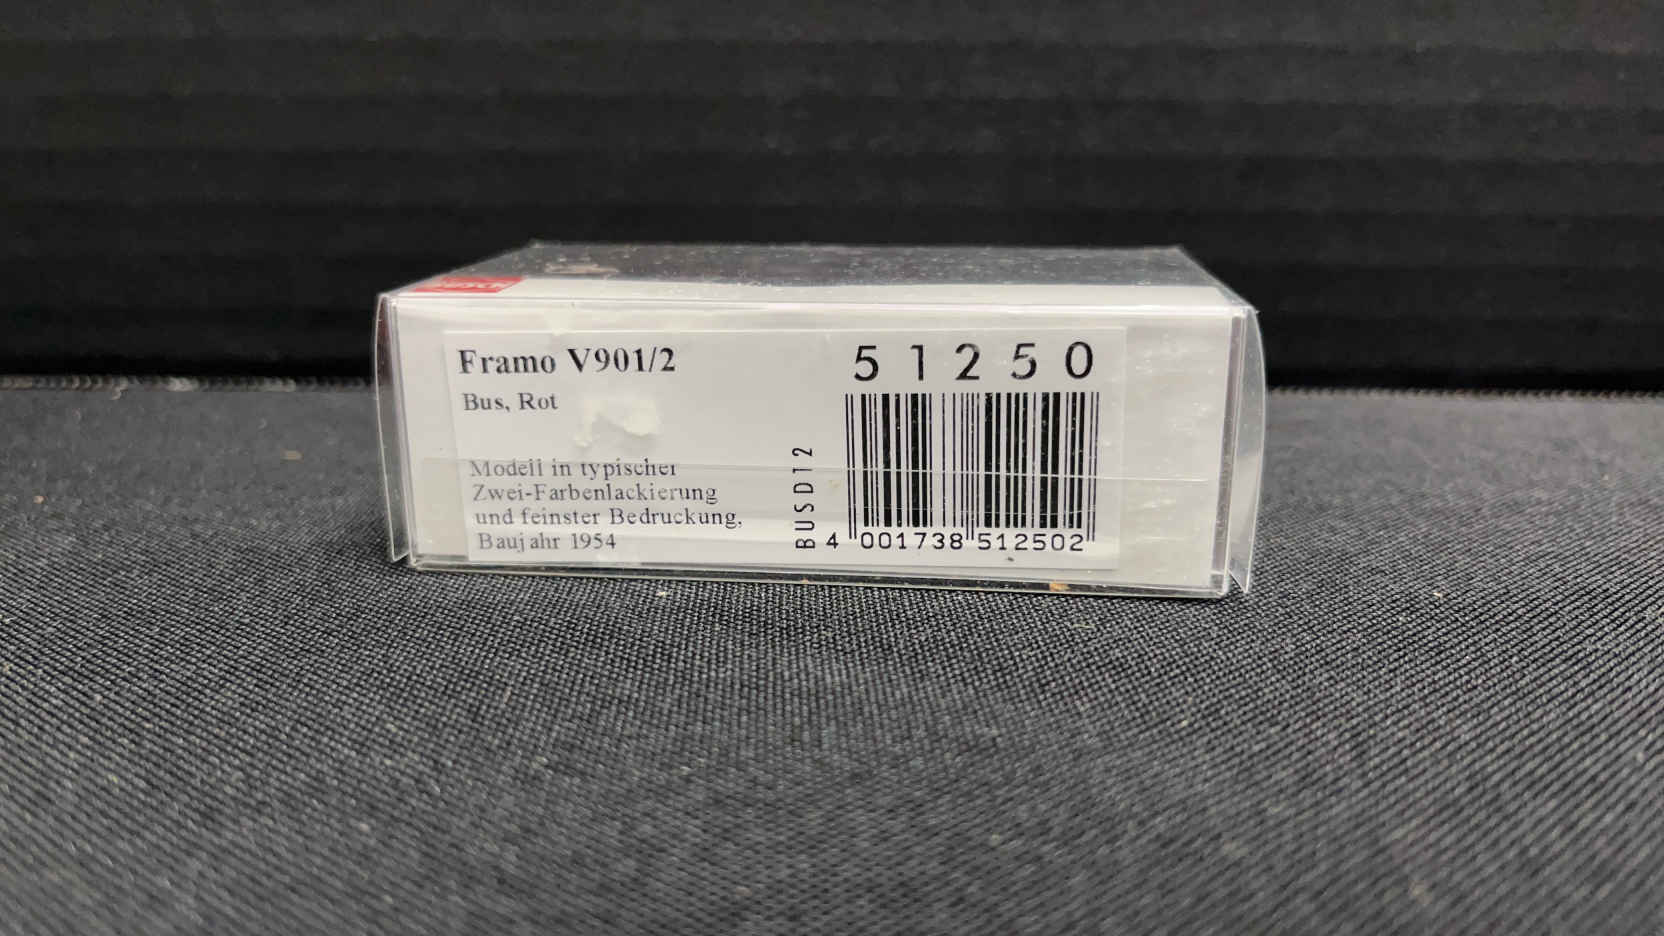 BUSCH
Framo V901/2
Bus, Rot
Modell in typischer
Zwei-Farbenlackierung
und feinster Bedruckung,
Baujahr 1954
51250
BUSD12
4 001738 512502